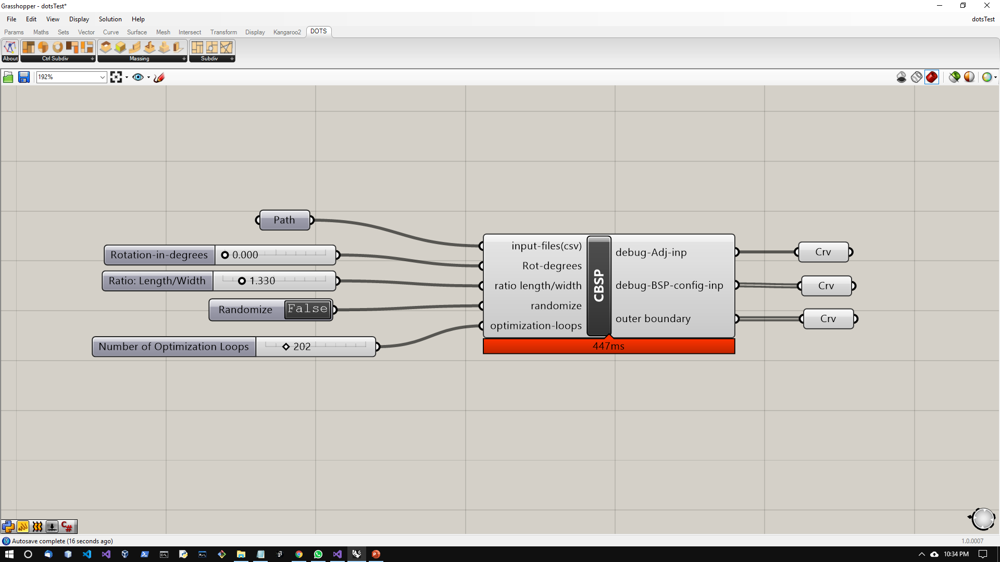 Grasshopper - dotsTest*
File Edit View Display Solution Help dotsTest
Params Maths Sets Vector Curve Surface Mesh Intersect Transform Display Kangaroo2 DOTS
About Ctrl Subdiv + Massing + Subdiv +
192%
Path
Rotation-in-degrees 0.000
Ratio: Length/Width 1.330
Randomize False
Number of Optimization Loops 202
input-files(csv)
Rot-degrees
ratio length/width
randomize
optimization-loops
CBSP
debug-Adj-inp
debug-BSP-config-inp
outer boundary
447ms
Crv
Crv
Crv
C#
Autosave complete (16 seconds ago) 1.0.0007
10:34 PM